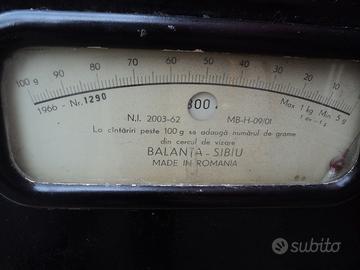 100 g 90 80 70 60 50 40 30 20 10
1966 - Nr. 1290
800
Max 1 kg Min 5 g
N.I. 2003-62 MB-H-09/01
La cîntăriri peste 100 g se adaugă numărul de grame
din cercul de vizare
BALANȚA - SIBIU
MADE IN ROMANIA
subito